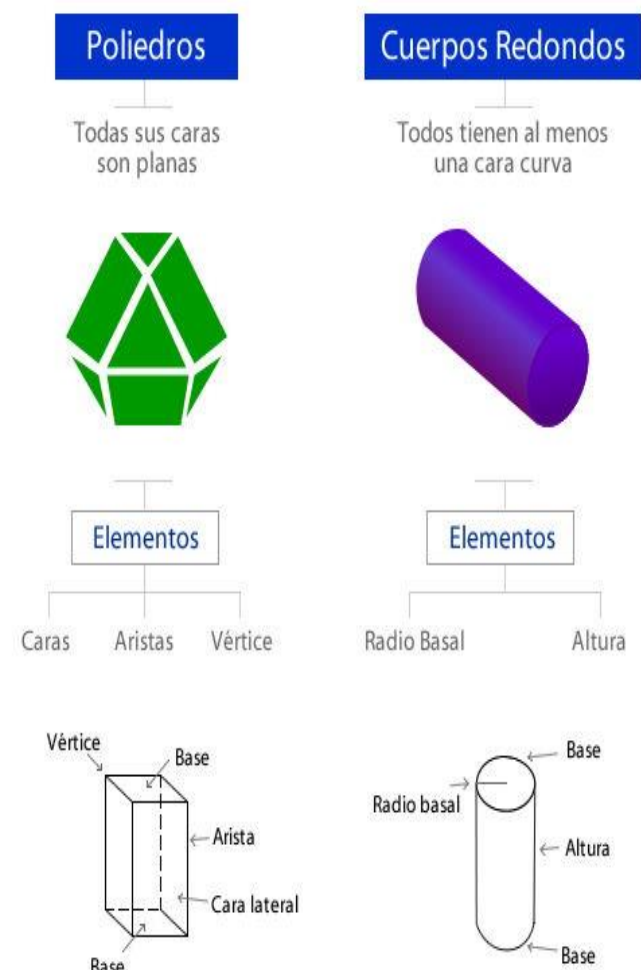 Poliedros
Todas sus caras
son planas
Elementos
Caras Aristas Vértice
Vértice
Base
Arista
Cara lateral
Base
Cuerpos Redondos
Todos tienen al menos
una cara curva
Elementos
Radio Basal Altura
Base
Radio basal
Altura
Base